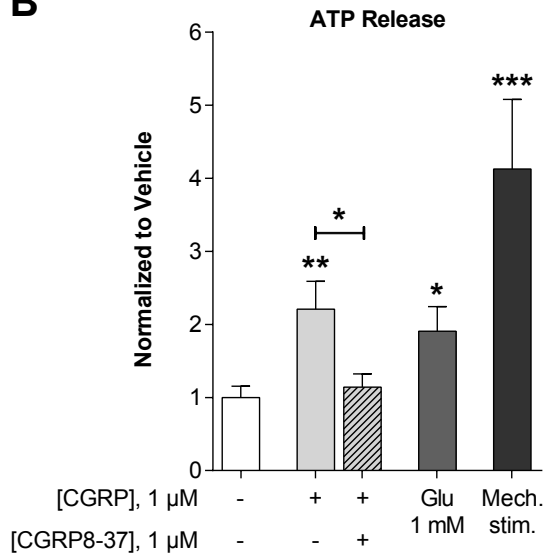 B
ATP Release
Normalized to Vehicle
6
5
4
3
2
1
0
***
*
**
*
[CGRP], 1 µM - + + Glu Mech.
1 mM stim.
[CGRP8-37], 1 µM - - +